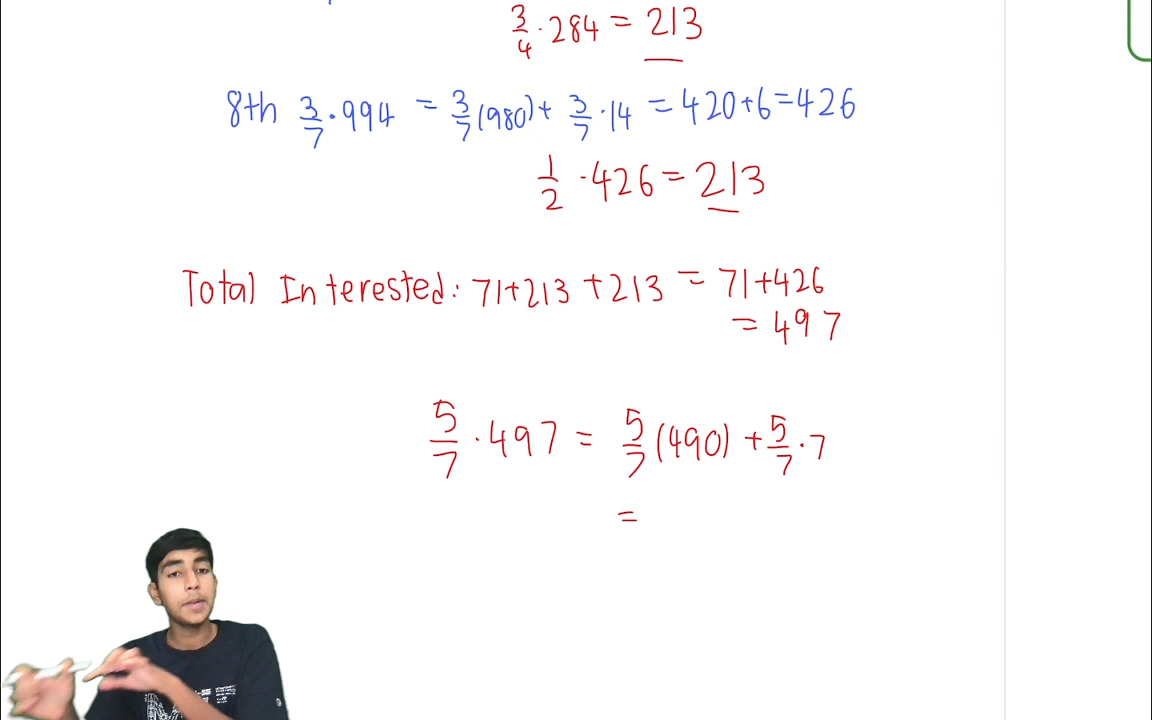 3/4 · 284 = 213
8th 3/7 · 994 = 3/7 (980) + 3/7 · 14 = 420 + 6 = 426
1/2 · 426 = 213
Total Interested: 71 + 213 + 213 = 71 + 426
= 497
5/7 · 497 = 5/7 (490) + 5/7 · 7
=